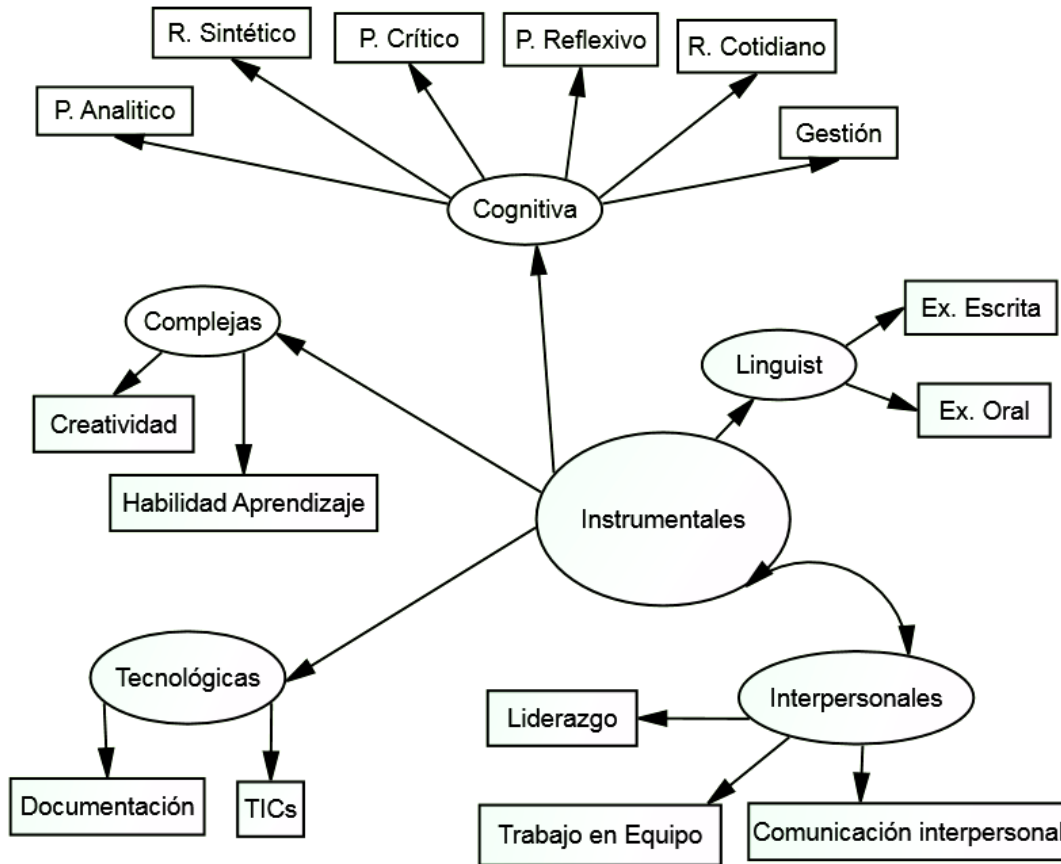 R. Sintético
P. Crítico
P. Reflexivo
R. Cotidiano
P. Analitico
Gestión
Cognitiva
Complejas
Ex. Escrita
Linguist
Creatividad
Ex. Oral
Habilidad Aprendizaje
Instrumentales
Tecnológicas
Interpersonales
Liderazgo
Documentación
TICs
Trabajo en Equipo
Comunicación interpersonal